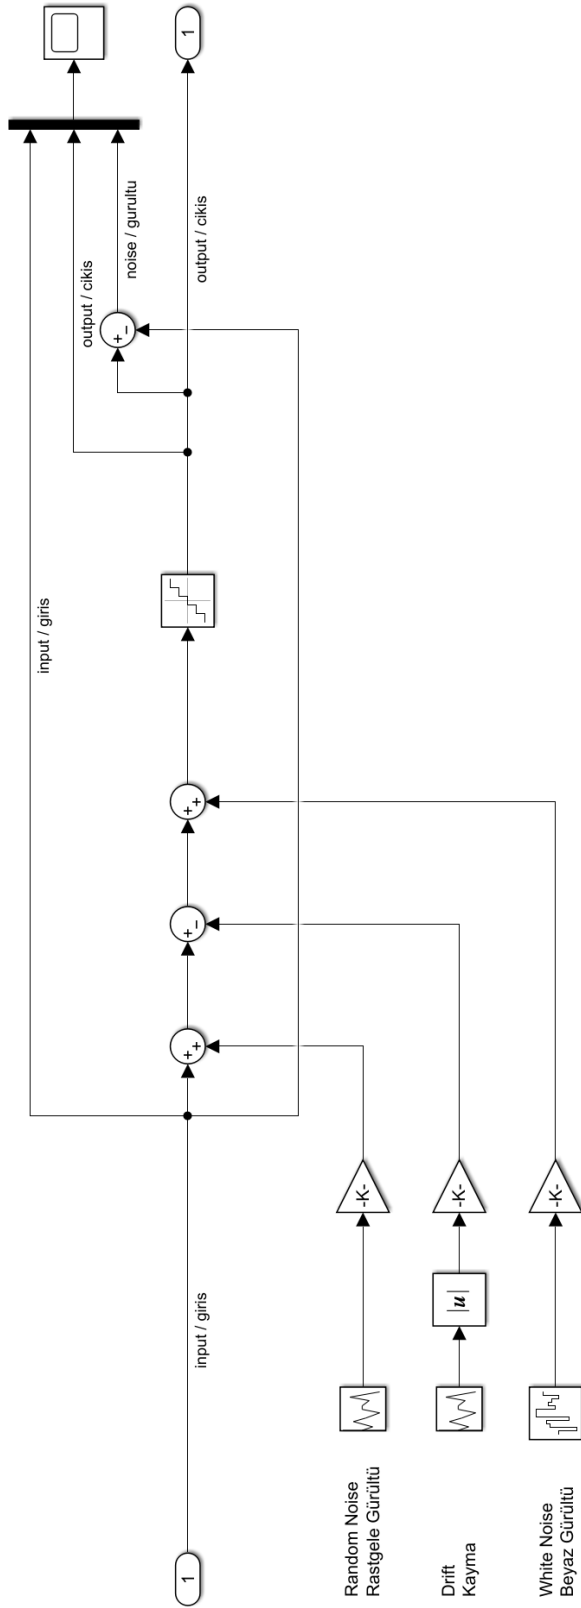 1
input / giris
Random Noise
Rastgele Gürültü
-K-
Drift
Kayma
|u|
-K-
White Noise
Beyaz Gürültü
-K-
+
+
+
−
+
+
input / giris
output / cikis
+
−
noise / gurultu
output / cikis
1